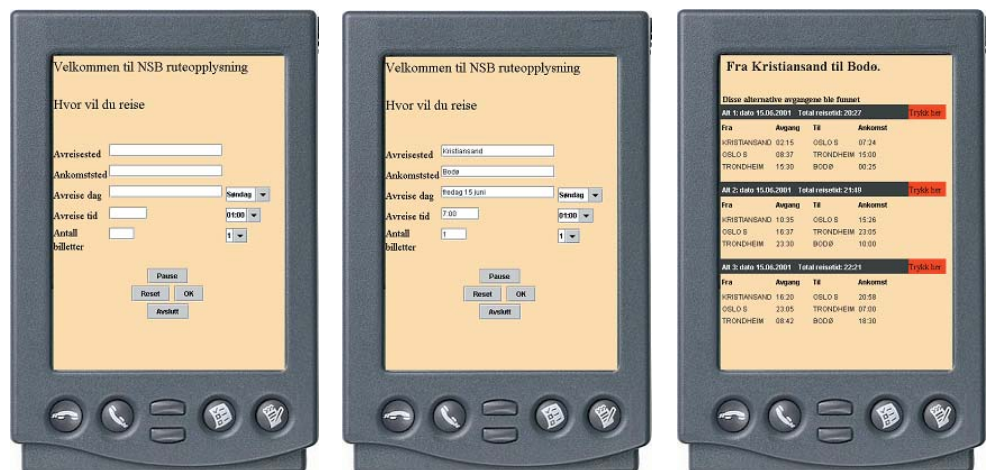 Velkommen til NSB ruteopplysning
Hvor vil du reise
Avreisested
Ankomststed
Avreise dag Søndag
Avreise tid 01:00
Antall billetter 1
Pause
Reset OK
Avslutt
Velkommen til NSB ruteopplysning
Hvor vil du reise
Avreisested Kristiansand
Ankomststed Bodø
Avreise dag fredag 15 juni Søndag
Avreise tid 7:00 01:00
Antall billetter 1 1
Pause
Reset OK
Avslutt
Fra Kristiansand til Bodø.
Disse alternative avgangene ble funnet
Alt 1: dato 15.06.2001 Total reisetid: 20:27 Trykk her
Fra Avgang Til Ankomst
KRISTIANSAND 02:15 OSLO S 07:24
OSLO S 08:37 TRONDHEIM 15:00
TRONDHEIM 15:30 BODØ 00:25
Alt 2: dato 15.06.2001 Total reisetid: 21:49 Trykk her
Fra Avgang Til Ankomst
KRISTIANSAND 10:35 OSLO S 15:26
OSLO S 16:37 TRONDHEIM 23:05
TRONDHEIM 23:30 BODØ 10:00
Alt 3: dato 15.06.2001 Total reisetid: 22:21 Trykk her
Fra Avgang Til Ankomst
KRISTIANSAND 16:20 OSLO S 20:58
OSLO S 23:05 TRONDHEIM 07:00
TRONDHEIM 08:42 BODØ 18:30